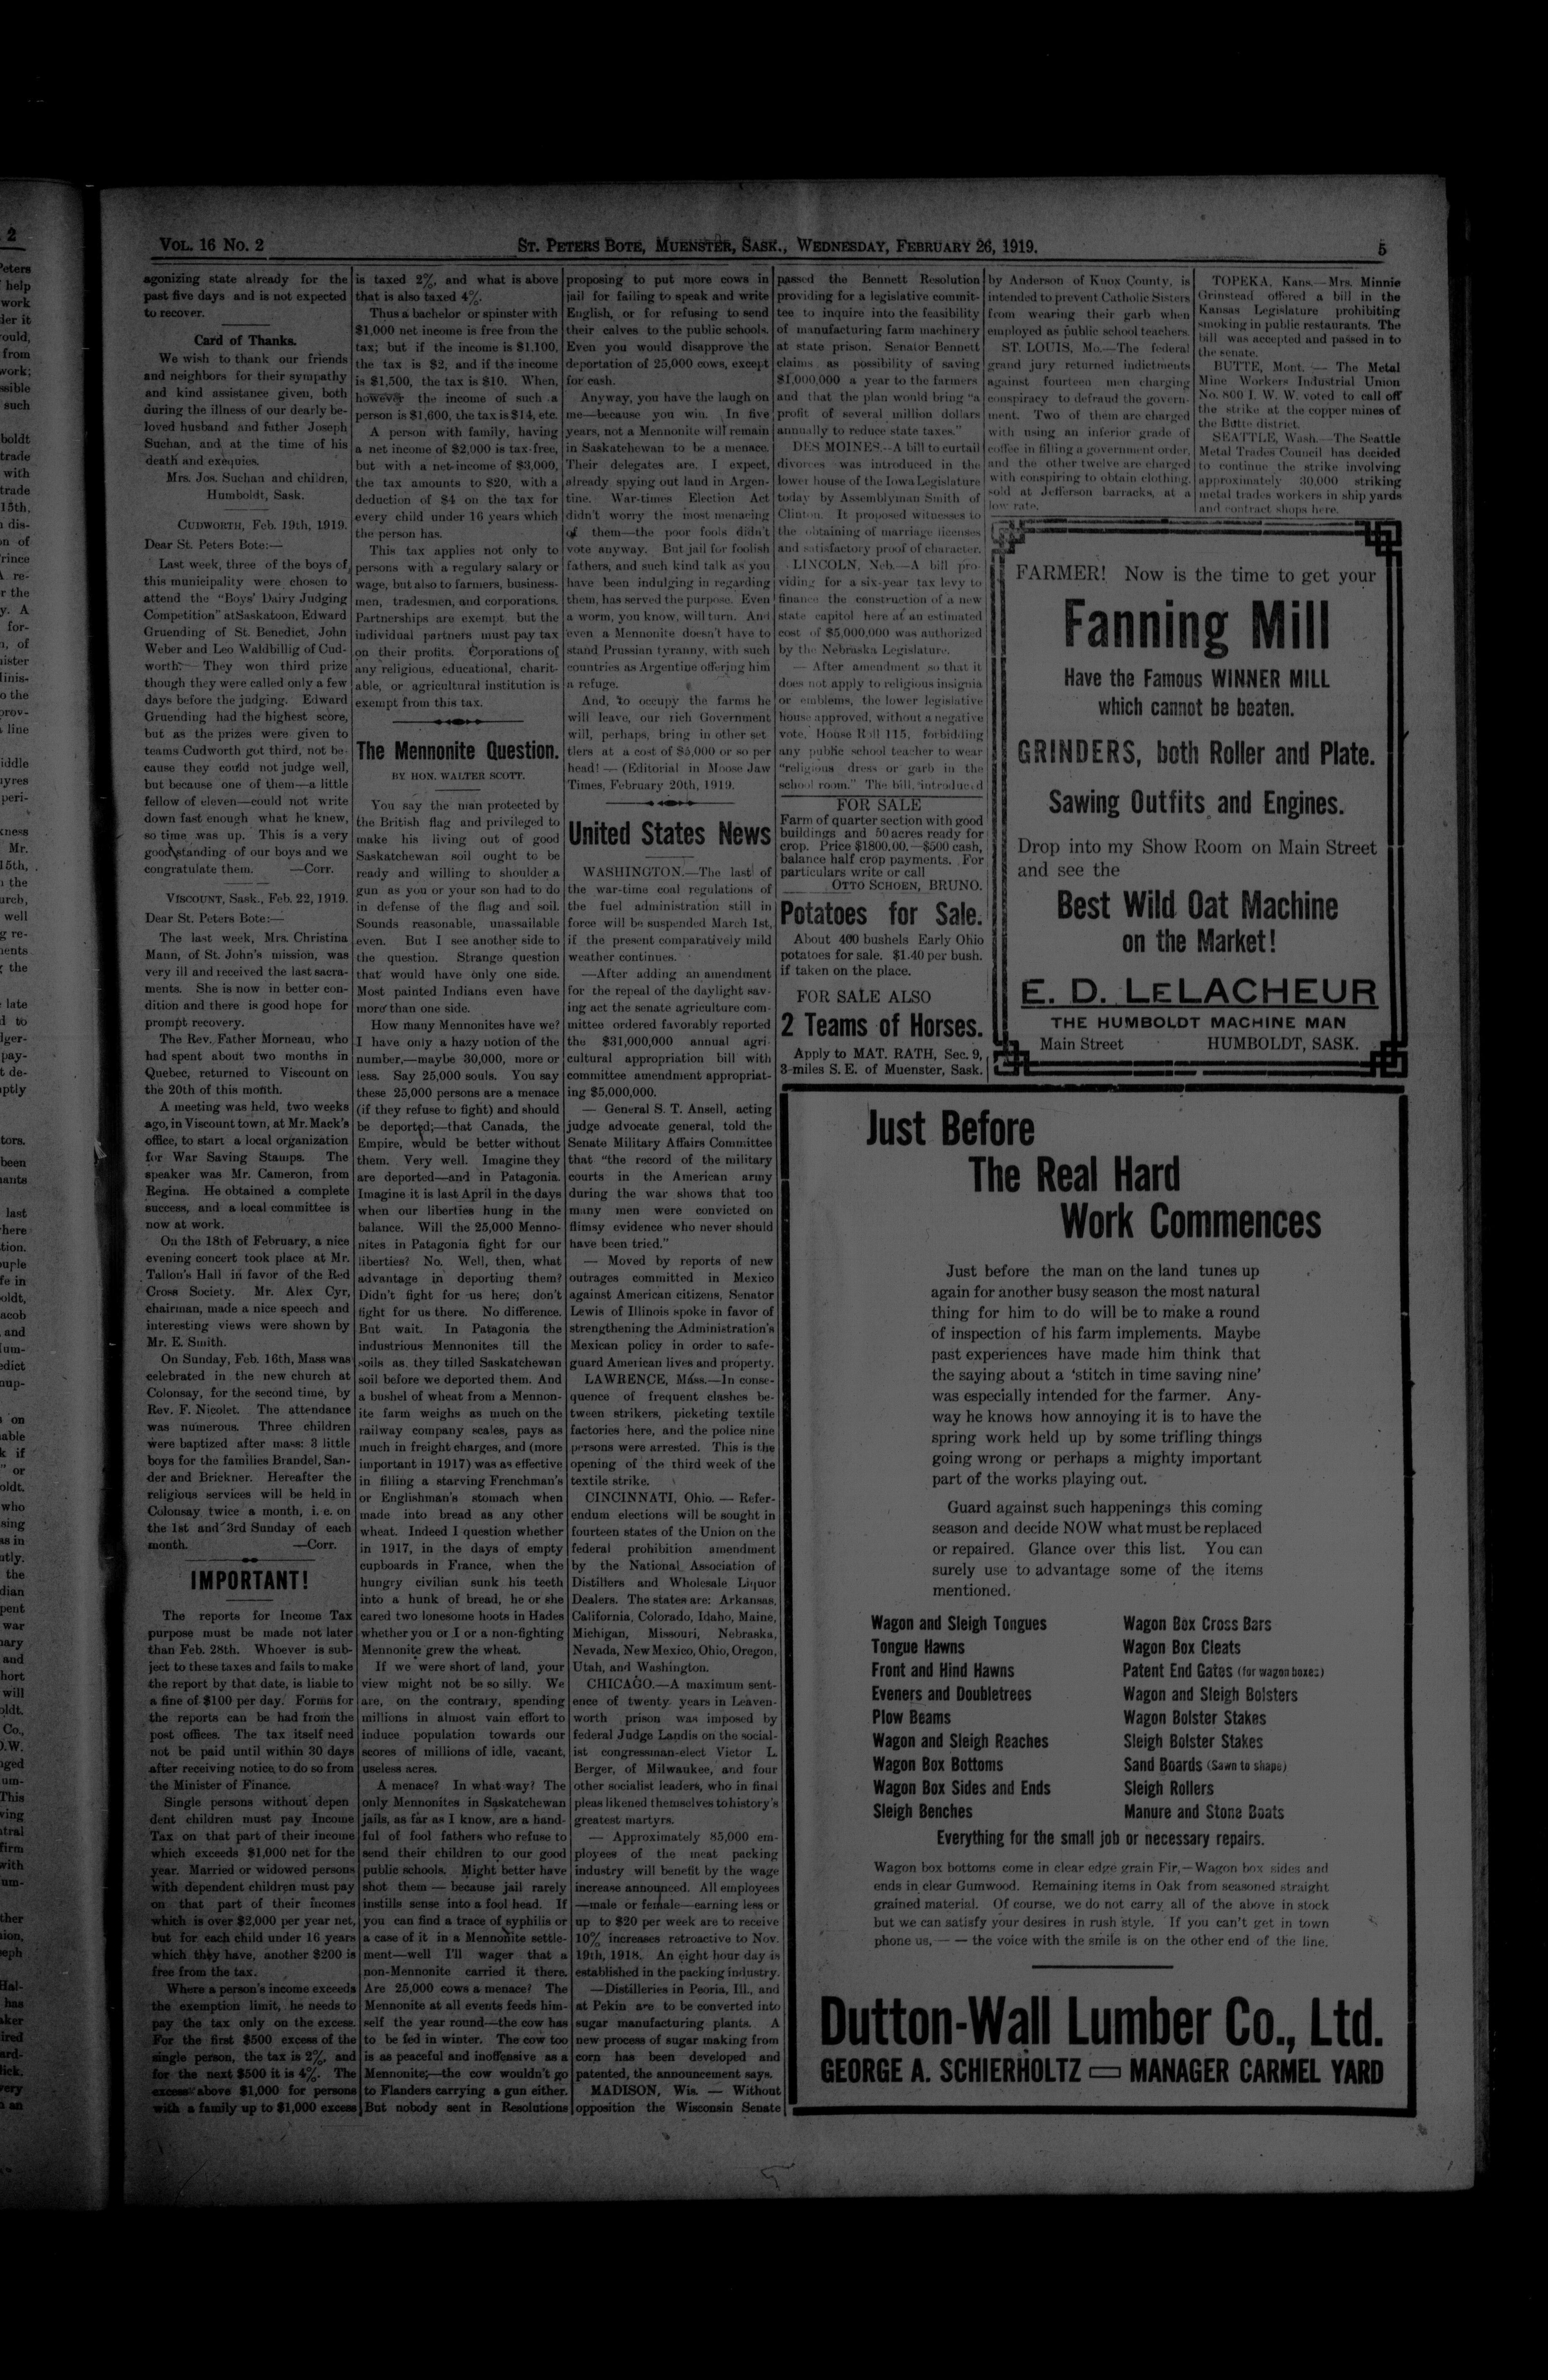 VOL. 16 No. 2
ST. PETERS BOTE, MUENSTER, SASK., WEDNESDAY, FEBRUARY 26, 1919.
5
agonizing state already for the
past five days and is not expected
to recover.
Card of Thanks.
We wish to thank our friends
and neighbors for their sympathy
and kind assistance given, both
during the illness of our dearly be-
loved husband and father Joseph
Suchan, and at the time of his
death and exequies.
Mrs. Jos. Suchan and children,
Humboldt, Sask.
CUDWORTH, Feb. 19th, 1919.
Dear St. Peters Bote:—
Last week, three of the boys of
this municipality were chosen to
attend the "Boys' Dairy Judging
Competition" atSaskatoon, Edward
Gruending of St. Benedict, John
Weber and Leo Waldbillig of Cud-
worth. They won third prize
though they were called only a few
days before the judging. Edward
Gruending had the highest score,
but as the prizes were given to
teams Cudworth got third, not be-
cause they could not judge well,
but because one of them—a little
fellow of eleven—could not write
down fast enough what he knew,
so time was up. This is a very
good standing of our boys and we
congratulate them. —Corr.
VISCOUNT, Sask., Feb. 22, 1919.
Dear St. Peters Bote:—
The last week, Mrs. Christina
Mann, of St. John's mission, was
very ill and received the last sacra-
ments. She is now in better con-
dition and there is good hope for
prompt recovery.
The Rev. Father Morneau, who
had spent about two months in
Quebec, returned to Viscount on
the 20th of this month.
A meeting was held, two weeks
ago, in Viscount town, at Mr. Mack's
office, to start a local organization
for War Saving Stamps. The
speaker was Mr. Cameron, from
Regina. He obtained a complete
success, and a local committee is
now at work.
On the 18th of February, a nice
evening concert took place at Mr.
Tallon's Hall in favor of the Red
Cross Society. Mr. Alex Cyr,
chairman, made a nice speech and
interesting views were shown by
Mr. E. Smith.
On Sunday, Feb. 16th, Mass was
celebrated in the new church at
Colonsay, for the second time, by
Rev. F. Nicolet. The attendance
was numerous. Three children
were baptized after mass: 3 little
boys for the families Brandel, San-
der and Brickner. Hereafter the
religious services will be held in
Colonsay twice a month, i. e. on
the 1st and 3rd Sunday of each
month. —Corr.
IMPORTANT!
The reports for Income Tax
purpose must be made not later
than Feb. 28th. Whoever is sub-
ject to these taxes and fails to make
the report by that date, is liable to
a fine of $100 per day. Forms for
the reports can be had from the
post offices. The tax itself need
not be paid until within 30 days
after receiving notice to do so from
the Minister of Finance.
Single persons without depen
dent children must pay Income
Tax on that part of their income
which exceeds $1,000 net for the
year. Married or widowed persons
with dependent children must pay
on that part of their incomes
which is over $2,000 per year net,
but for each child under 16 years
which they have, another $200 is
free from the tax.
Where a person's income exceeds
the exemption limit, he needs to
pay the tax only on the excess.
For the first $500 excess of the
single person, the tax is 2%, and
for the next $500 it is 4%. The
excess above $1,000 for persons
with a family up to $1,000 excess
is taxed 2%, and what is above
that is also taxed 4%.
Thus a bachelor or spinster with
$1,000 net income is free from the
tax; but if the income is $1,100,
the tax is $2, and if the income
is $1,500, the tax is $10. When,
however the income of such a
person is $1,600, the tax is $14, etc.
A person with family, having
a net income of $2,000 is tax-free,
but with a net-income of $3,000,
the tax amounts to $20, with a
deduction of $4 on the tax for
every child under 16 years which
the person has.
This tax applies not only to
persons with a regulary salary or
wage, but also to farmers, business-
men, tradesmen, and corporations.
Partnerships are exempt, but the
individual partners must pay tax
on their profits. Corporations of
any religious, educational, charit-
able, or agricultural institution is
exempt from this tax.
The Mennonite Question.
BY HON. WALTER SCOTT.
You say the man protected by
the British flag and privileged to
make his living out of good
Saskatchewan soil ought to be
ready and willing to shoulder a
gun as you or your son had to do
in defense of the flag and soil.
Sounds reasonable, unassailable
even. But I see another side to
the question. Strange question
that would have only one side.
Most painted Indians even have
more than one side.
How many Mennonites have we?
I have only a hazy notion of the
number,—maybe 30,000, more or
less. Say 25,000 souls. You say
these 25,000 persons are a menace
(if they refuse to fight) and should
be deported;—that Canada, the
Empire, would be better without
them. Very well. Imagine they
are deported—and in Patagonia.
Imagine it is last April in the days
when our liberties hung in the
balance. Will the 25,000 Menno-
nites in Patagonia fight for our
liberties? No. Well, then, what
advantage in deporting them?
Didn't fight for us here; don't
fight for us there. No difference.
But wait. In Patagonia the
industrious Mennonites till the
soils as they tilled Saskatchewan
soil before we deported them. And
a bushel of wheat from a Mennon-
ite farm weighs as much on the
railway company scales, pays as
much in freight charges, and (more
important in 1917) was as effective
in filling a starving Frenchman's
or Englishman's stomach when
made into bread as any other
wheat. Indeed I question whether
in 1917, in the days of empty
cupboards in France, when the
hungry civilian sunk his teeth
into a hunk of bread, he or she
cared two lonesome hoots in Hades
whether you or I or a non-fighting
Mennonite grew the wheat.
If we were short of land, your
view might not be so silly. We
are, on the contrary, spending
millions in almost vain effort to
induce population towards our
scores of millions of idle, vacant,
useless acres.
A menace? In what way? The
only Mennonites in Saskatchewan
jails, as far as I know, are a hand-
ful of fool fathers who refuse to
send their children to our good
public schools. Might better have
shot them — because jail rarely
instills sense into a fool head. If
you can find a trace of syphilis or
a case of it in a Mennonite settle-
ment—well I'll wager that a
non-Mennonite carried it there.
Are 25,000 cows a menace? The
Mennonite at all events feeds him-
self the year round—the cow has
to be fed in winter. The cow too
is as peaceful and inoffensive as a
Mennonite;—the cow wouldn't go
to Flanders carrying a gun either.
But nobody sent in Resolutions
proposing to put more cows in
jail for failing to speak and write
English, or for refusing to send
their calves to the public schools.
Even you would disapprove the
deportation of 25,000 cows, except
for cash.
Anyway, you have the laugh on
me—because you win. In five
years, not a Mennonite will remain
in Saskatchewan to be a menace.
Their delegates are, I expect,
already spying out land in Argen-
tine. War-times Election Act
didn't worry the most menacing
of them—the poor fools didn't
vote anyway. But jail for foolish
fathers, and such kind talk as you
have been indulging in regarding
them, has served the purpose. Even
a worm, you know, will turn. And
even a Mennonite doesn't have to
stand Prussian tyranny, with such
countries as Argentine offering him
a refuge.
And, to occupy the farms he
will leave, our rich Government
will, perhaps, bring in other set
tlers at a cost of $5,000 or so per
head! — (Editorial in Moose Jaw
Times, February 20th, 1919.
United States News
WASHINGTON.—The last of
the war-time coal regulations of
the fuel administration still in
force will be suspended March 1st,
if the present comparatively mild
weather continues.
—After adding an amendment
for the repeal of the daylight sav-
ing act the senate agriculture com-
mittee ordered favorably reported
the $31,000,000 annual agri-
cultural appropriation bill with
committee amendment appropriat-
ing $5,000,000.
— General S. T. Ansell, acting
judge advocate general, told the
Senate Military Affairs Committee
that "the record of the military
courts in the American army
during the war shows that too
many men were convicted on
flimsy evidence who never should
have been tried."
— Moved by reports of new
outrages committed in Mexico
against American citizens, Senator
Lewis of Illinois spoke in favor of
strengthening the Administration's
Mexican policy in order to safe-
guard American lives and property.
LAWRENCE, Mass.—In conse-
quence of frequent clashes be-
tween strikers, picketing textile
factories here, and the police nine
persons were arrested. This is the
opening of the third week of the
textile strike.
CINCINNATI, Ohio. — Refer-
endum elections will be sought in
fourteen states of the Union on the
federal prohibition amendment
by the National Association of
Distillers and Wholesale Liquor
Dealers. The states are: Arkansas,
California, Colorado, Idaho, Maine,
Michigan, Missouri, Nebraska,
Nevada, New Mexico, Ohio, Oregon,
Utah, and Washington.
CHICAGO.—A maximum sent-
ence of twenty years in Leaven-
worth prison was imposed by
federal Judge Landis on the social-
ist congressman-elect Victor L.
Berger, of Milwaukee, and four
other socialist leaders, who in final
pleas likened themselves to history's
greatest martyrs.
— Approximately 85,000 em-
ployees of the meat packing
industry will benefit by the wage
increase announced. All employees
—male or female—earning less or
up to $20 per week are to receive
10% increases retroactive to Nov.
19th, 1918. An eight hour day is
established in the packing industry.
—Distilleries in Peoria, Ill., and
at Pekin are to be converted into
sugar manufacturing plants. A
new process of sugar making from
corn has been developed and
patented, the announcement says.
MADISON, Wis. — Without
opposition the Wisconsin Senate
passed the Bennett Resolution
providing for a legislative commit-
tee to inquire into the feasibility
of manufacturing farm machinery
at state prison. Senator Bennett
claims as possibility of saving
$1,000,000 a year to the farmers
and that the plan would bring "a
profit of several million dollars
annually to reduce state taxes."
DES MOINES.—A bill to curtail
divorces was introduced in the
lower house of the Iowa Legislature
today by Assemblyman Smith of
Clinton. It proposed witnesses to
the obtaining of marriage licenses
and satisfactory proof of character.
LINCOLN, Neb.—A bill pro-
viding for a six-year tax levy to
finance the construction of a new
state capitol here at an estimated
cost of $5,000,000 was authorized
by the Nebraska Legislature.
— After amendment so that it
does not apply to religious insignia
or emblems, the lower legislative
house approved, without a negative
vote, House Roll 115, forbidding
any public school teacher to wear
"religious dress or garb in the
school room." The bill, introduced
FOR SALE
Farm of quarter section with good
buildings and 50 acres ready for
crop. Price $1800.00.—$500 cash,
balance half crop payments. For
particulars write or call
OTTO SCHOEN, BRUNO.
Potatoes for Sale.
About 400 bushels Early Ohio
potatoes for sale. $1.40 per bush.
if taken on the place.
FOR SALE ALSO
2 Teams of Horses.
Apply to MAT. RATH, Sec. 9,
3 miles S. E. of Muenster, Sask.
by Anderson of Knox County, is
intended to prevent Catholic Sisters
from wearing their garb when
employed as public school teachers.
ST. LOUIS, Mo.—The federal
grand jury returned indictments
against fourteen men charging
conspiracy to defraud the govern-
ment. Two of them are charged
with using an inferior grade of
coffee in filling a government order,
and the other twelve are charged
with conspiring to obtain clothing,
sold at Jefferson barracks, at a
low rate.
TOPEKA, Kans.—Mrs. Minnie
Grinstead offered a bill in the
Kansas Legislature prohibiting
smoking in public restaurants. The
bill was accepted and passed in to
the senate.
BUTTE, Mont. — The Metal
Mine Workers Industrial Union
No. 800 I. W. W. voted to call off
the strike at the copper mines of
the Butte district.
SEATTLE, Wash.—The Seattle
Metal Trades Council has decided
to continue the strike involving
approximately 30,000 striking
metal trades workers in ship yards
and contract shops here.
FARMER! Now is the time to get your
Fanning Mill
Have the Famous WINNER MILL
which cannot be beaten.
GRINDERS, both Roller and Plate.
Sawing Outfits and Engines.
Drop into my Show Room on Main Street
and see the
Best Wild Oat Machine
on the Market!
E. D. LELACHEUR
THE HUMBOLDT MACHINE MAN
Main Street HUMBOLDT, SASK.
Just Before
The Real Hard
Work Commences
Just before the man on the land tunes up
again for another busy season the most natural
thing for him to do will be to make a round
of inspection of his farm implements. Maybe
past experiences have made him think that
the saying about a 'stitch in time saving nine'
was especially intended for the farmer. Any-
way he knows how annoying it is to have the
spring work held up by some trifling things
going wrong or perhaps a mighty important
part of the works playing out.
Guard against such happenings this coming
season and decide NOW what must be replaced
or repaired. Glance over this list. You can
surely use to advantage some of the items
mentioned.
Wagon and Sleigh Tongues
Tongue Hawns
Front and Hind Hawns
Eveners and Doubletrees
Plow Beams
Wagon and Sleigh Reaches
Wagon Box Bottoms
Wagon Box Sides and Ends
Sleigh Benches
Wagon Box Cross Bars
Wagon Box Cleats
Patent End Gates (for wagon boxes)
Wagon and Sleigh Bolsters
Wagon Bolster Stakes
Sleigh Bolster Stakes
Sand Boards (Sawn to shape)
Sleigh Rollers
Manure and Stone Boats
Everything for the small job or necessary repairs.
Wagon box bottoms come in clear edge grain Fir,—Wagon box sides and
ends in clear Gumwood. Remaining items in Oak from seasoned straight
grained material. Of course, we do not carry all of the above in stock
but we can satisfy your desires in rush style. If you can't get in town
phone us, — — the voice with the smile is on the other end of the line.
Dutton-Wall Lumber Co., Ltd.
GEORGE A. SCHIERHOLTZ — MANAGER CARMEL YARD